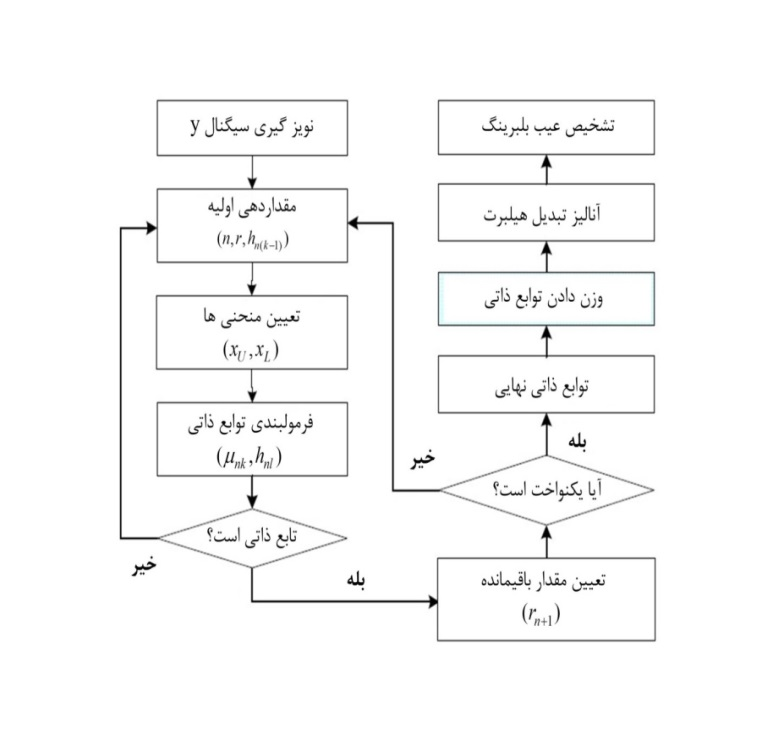 نویز گیری سیگنال y
مقداردهی اولیه
(n,r,h_{n(k-1)})
تعیین منحنی ها
(x_U,x_L)
فرمولبندی توابع ذاتی
(μ_{nk},h_{nl})
تابع ذاتی است؟
خیر
بله
تعیین مقدار باقیمانده
(r_{n+1})
آیا یکنواخت است؟
خیر
بله
توابع ذاتی نهایی
وزن دادن توابع ذاتی
آنالیز تبدیل هیلبرت
تشخیص عیب بلبرینگ